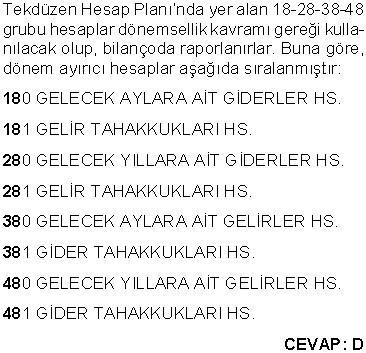 Tekdüzen Hesap Planı'nda yer alan 18-28-38-48
grubu hesaplar dönemsellik kavramı gereği kulla-
nılacak olup, bilançoda raporlanırlar. Buna göre,
dönem ayırıcı hesaplar aşağıda sıralanmıştır:
180 GELECEK AYLARA AİT GİDERLER HS.
181 GELİR TAHAKKUKLARI HS.
280 GELECEK YILLARA AİT GİDERLER HS.
281 GELİR TAHAKKUKLARI HS.
380 GELECEK AYLARA AİT GELİRLER HS.
381 GİDER TAHAKKUKLARI HS.
480 GELECEK YILLARA AİT GELİRLER HS.
481 GİDER TAHAKKUKLARI HS.
CEVAP: D